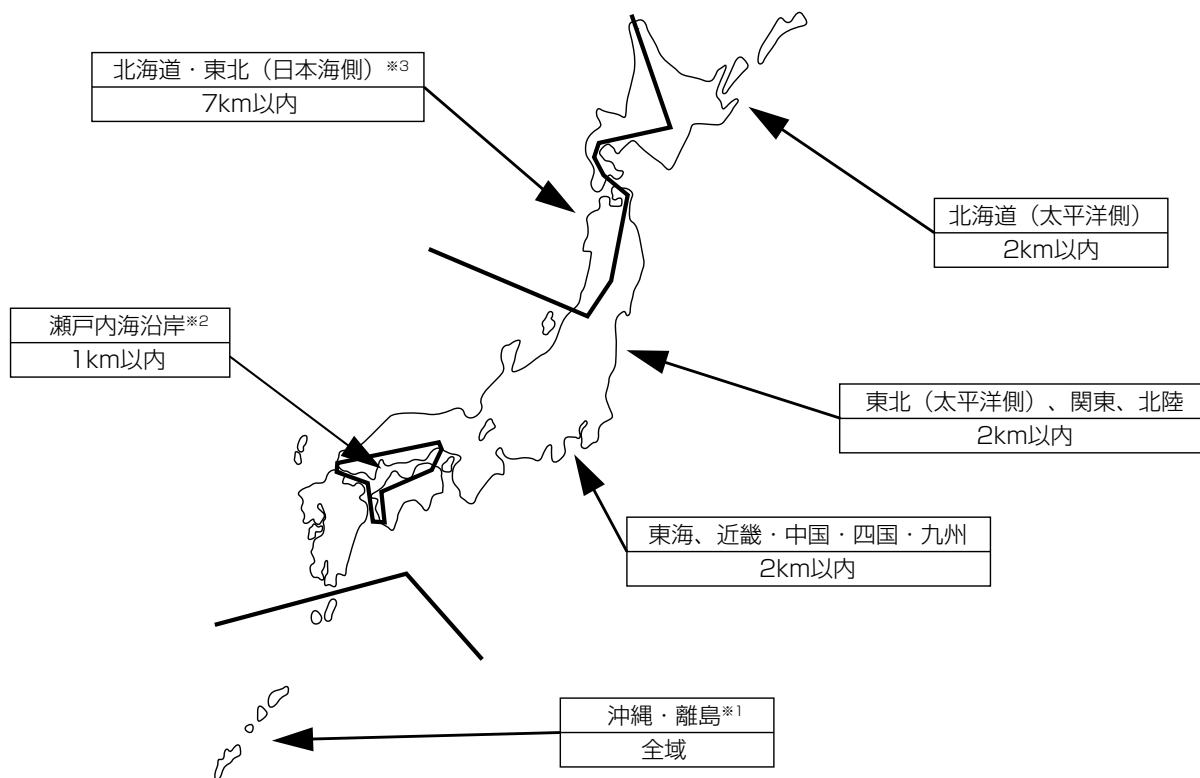 北海道・東北（日本海側）※3
7km以内
北海道（太平洋側）
2km以内
瀬戸内海沿岸※2
1km以内
東北（太平洋側）、関東、北陸
2km以内
東海、近畿・中国・四国・九州
2km以内
沖縄・離島※1
全域